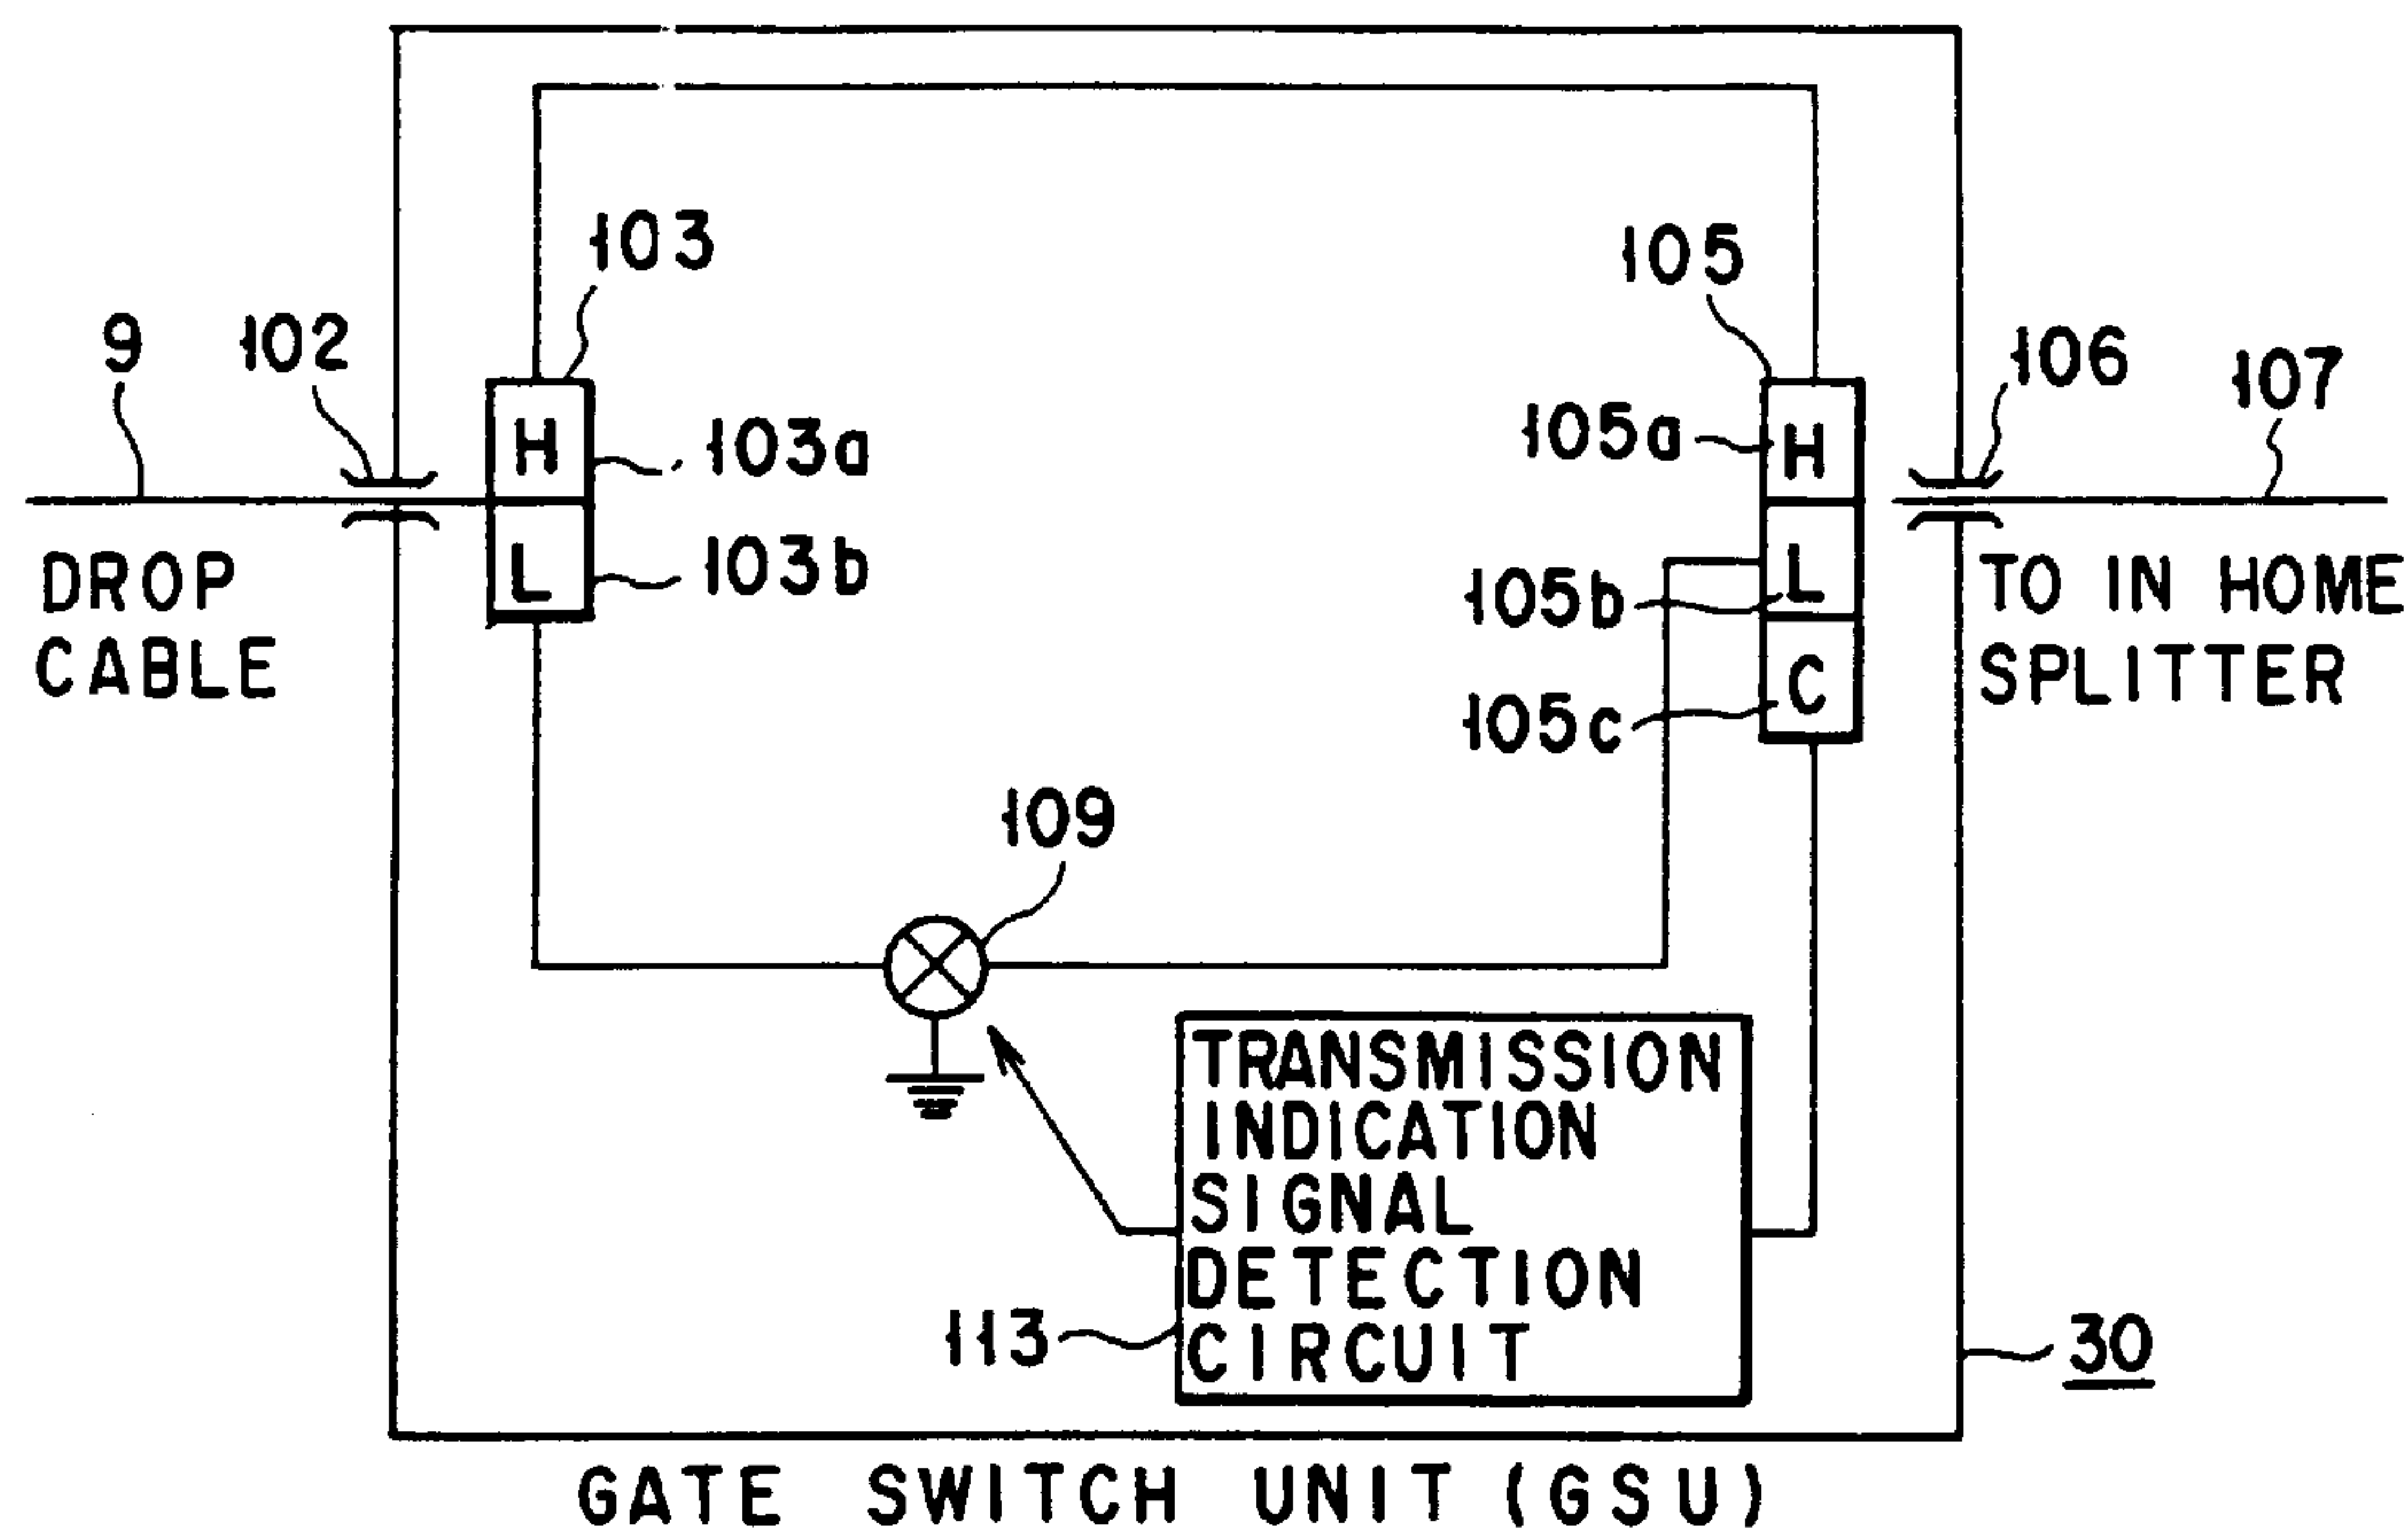 103
105
9
102
106
107
H
103a
105a
H
L
103b
105b
L
DROP
CABLE
TO IN HOME
SPLITTER
105c
C
109
TRANSMISSION
INDICATION
SIGNAL
DETECTION
CIRCUIT
113
30
GATE SWITCH UNIT (GSU)